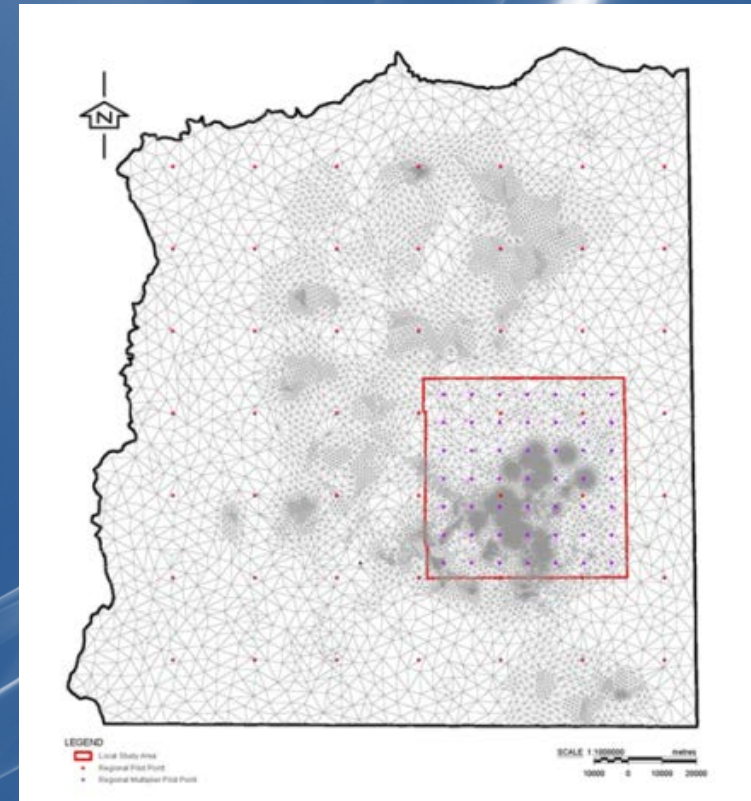 N
LEGEND
Local Study Area
Regional Pilot Point
Regional Multiplier Pilot Point
SCALE 1:1000000 metres
10000 0 10000 20000